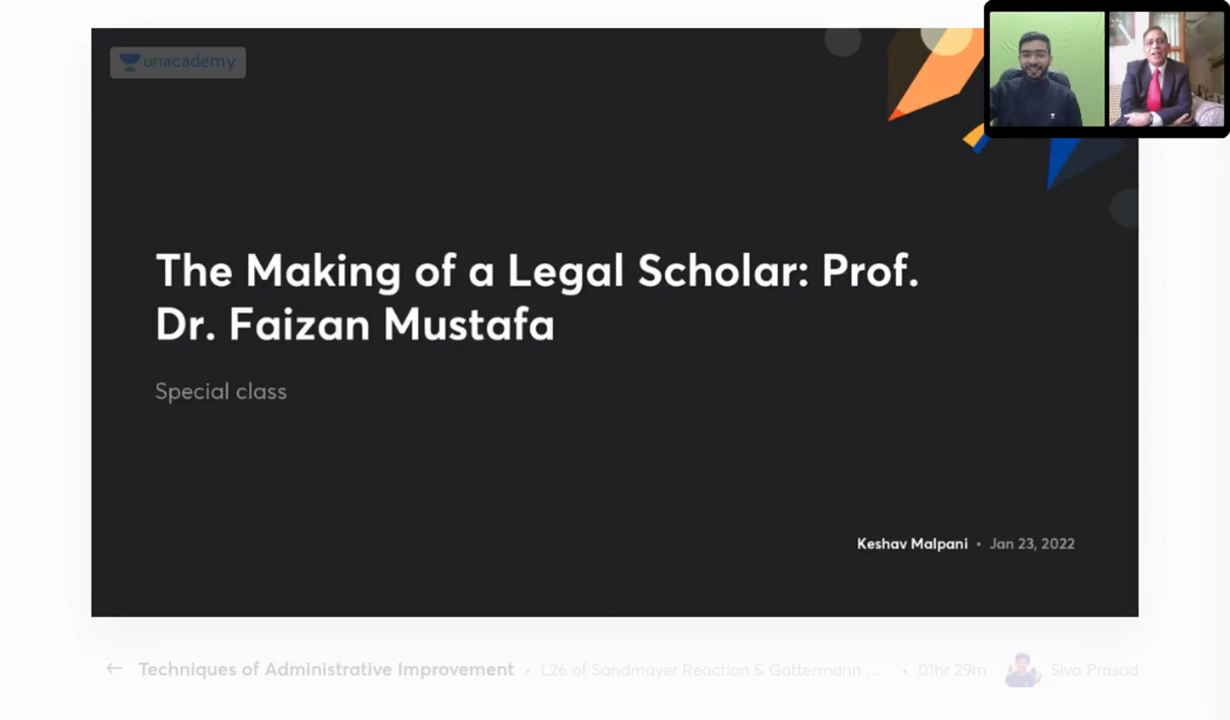 unacademy
The Making of a Legal Scholar: Prof.
Dr. Faizan Mustafa
Special class
Keshav Malpani • Jan 23, 2022
← Techniques of Administrative Improvement • L26 of Sandmayer Reaction & Gattermann ... • 01hr 29m Siva Prasad